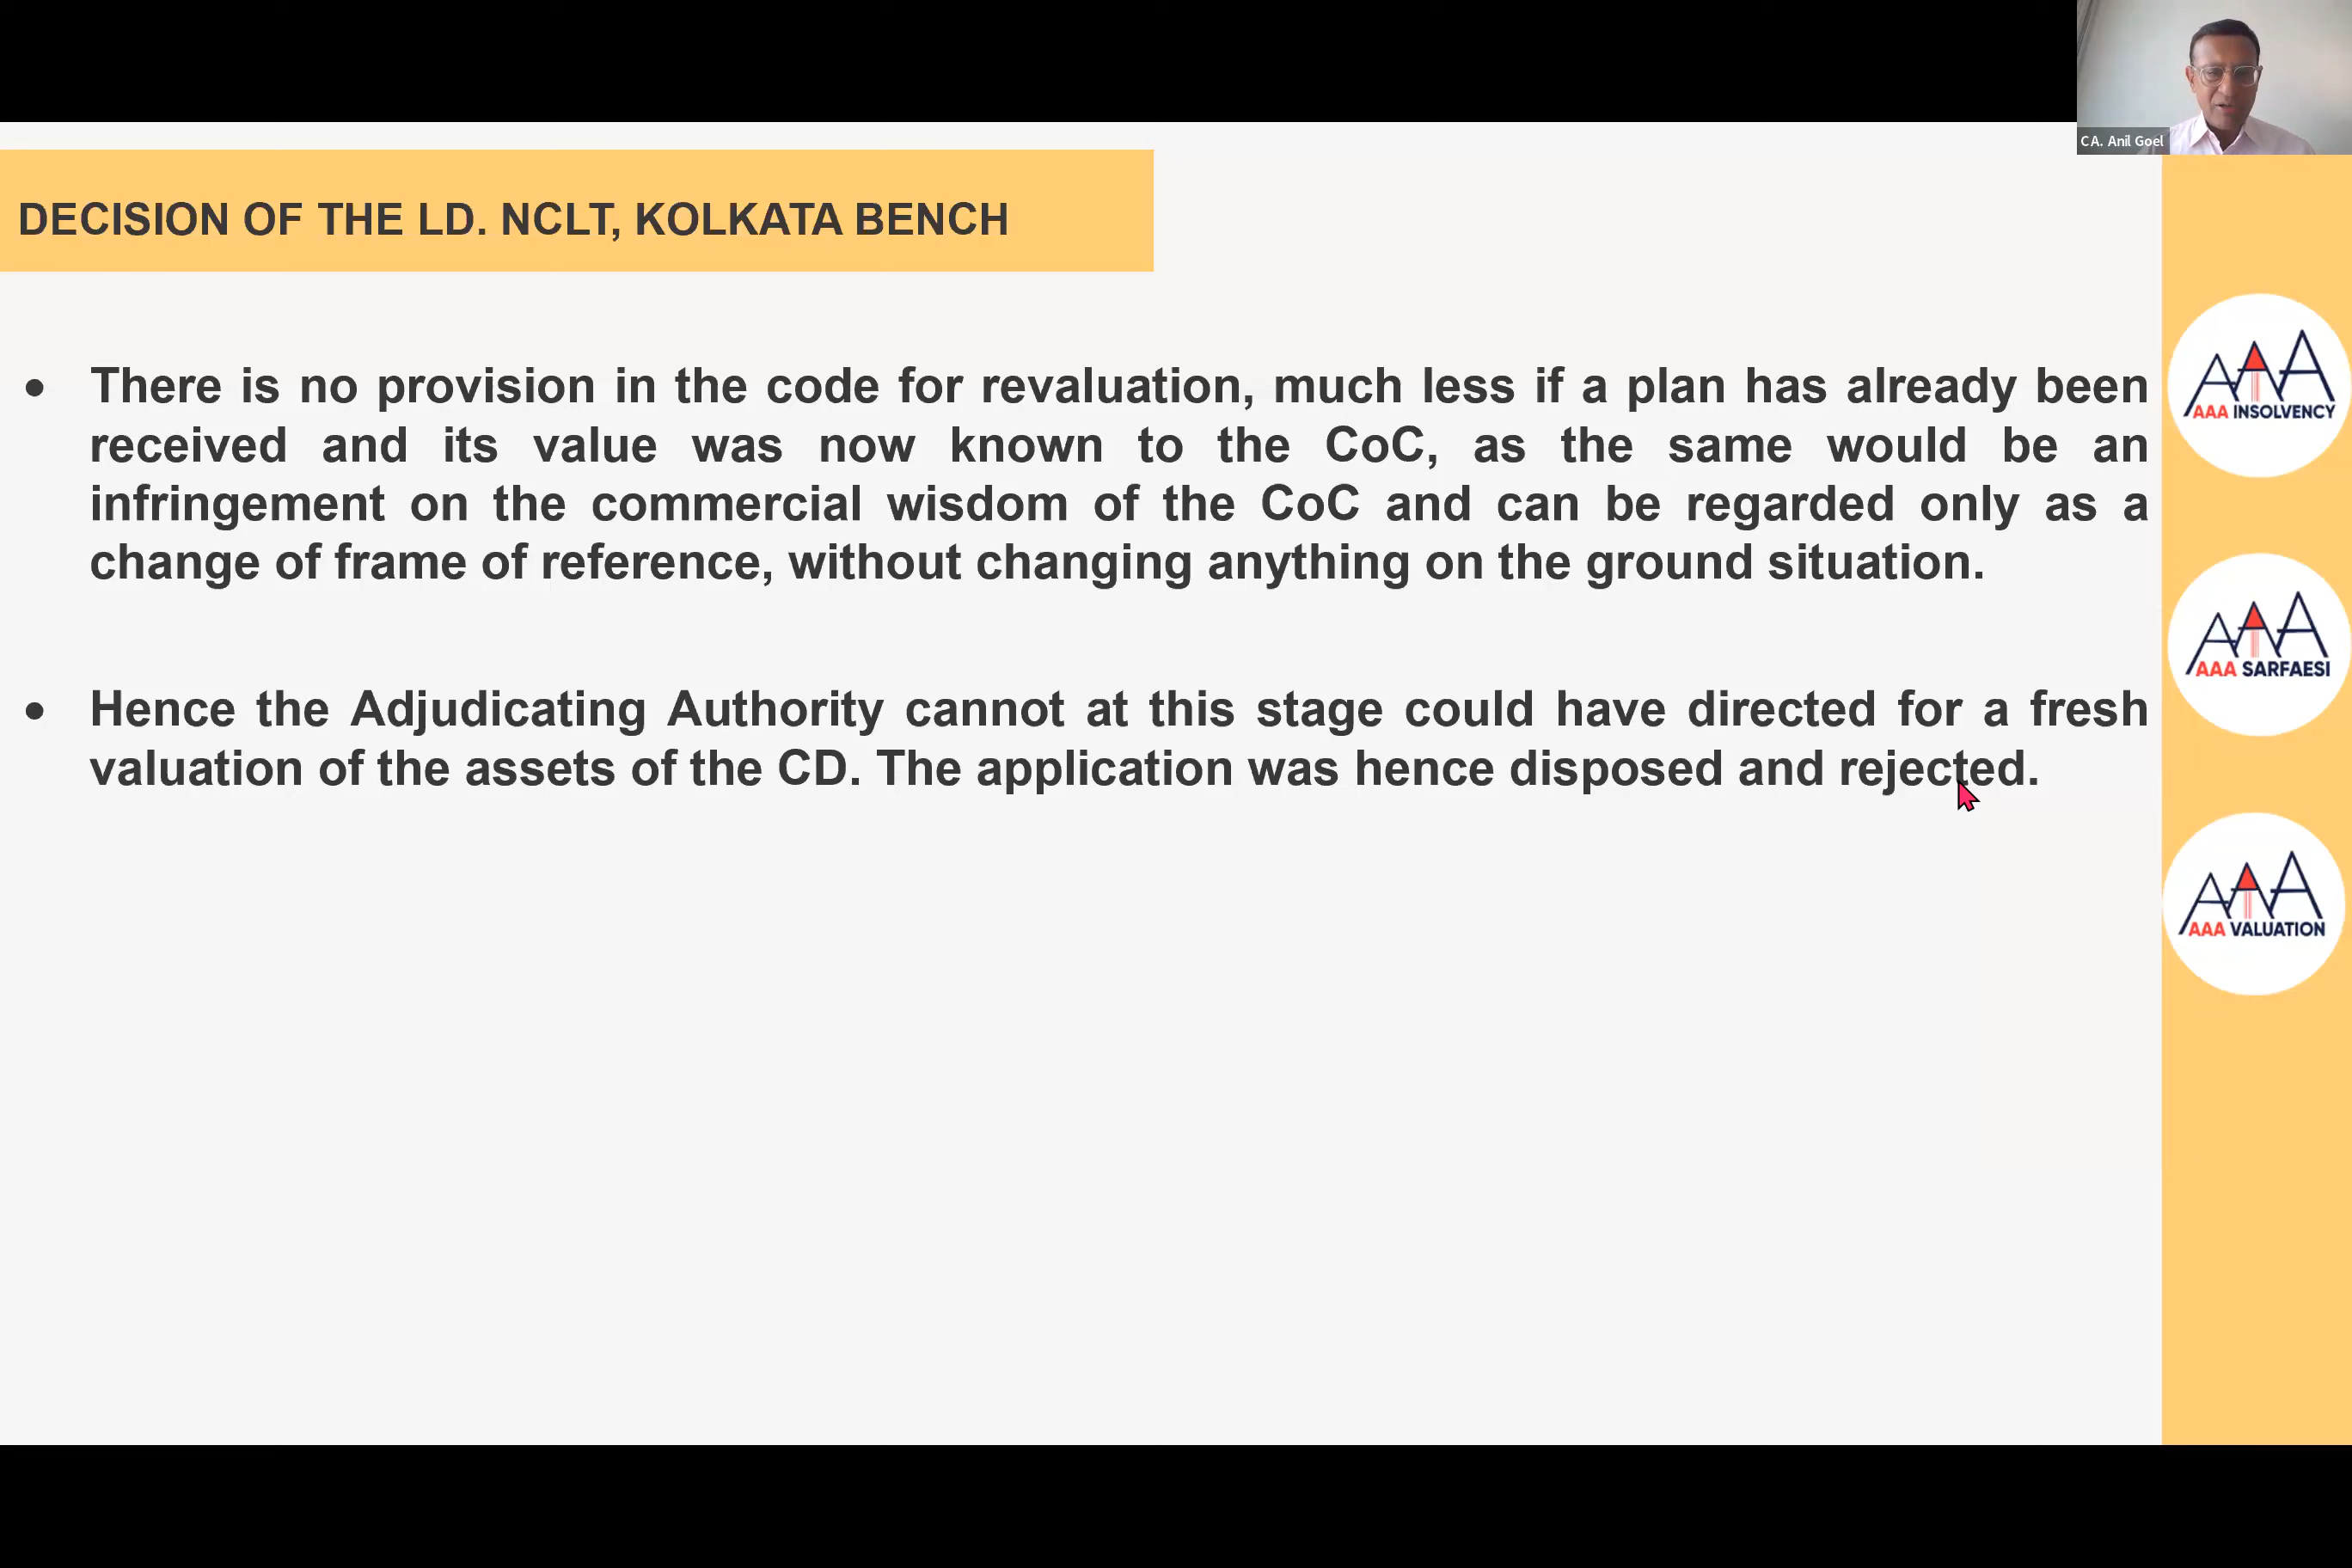 CA. Anil Goel
DECISION OF THE LD. NCLT, KOLKATA BENCH
• There is no provision in the code for revaluation, much less if a plan has already been
received and its value was now known to the CoC, as the same would be an
infringement on the commercial wisdom of the CoC and can be regarded only as a
change of frame of reference, without changing anything on the ground situation.
• Hence the Adjudicating Authority cannot at this stage could have directed for a fresh
valuation of the assets of the CD. The application was hence disposed and rejected.
AAA
AAA INSOLVENCY
AAA
AAA SARFAESI
AAA
AAA VALUATION